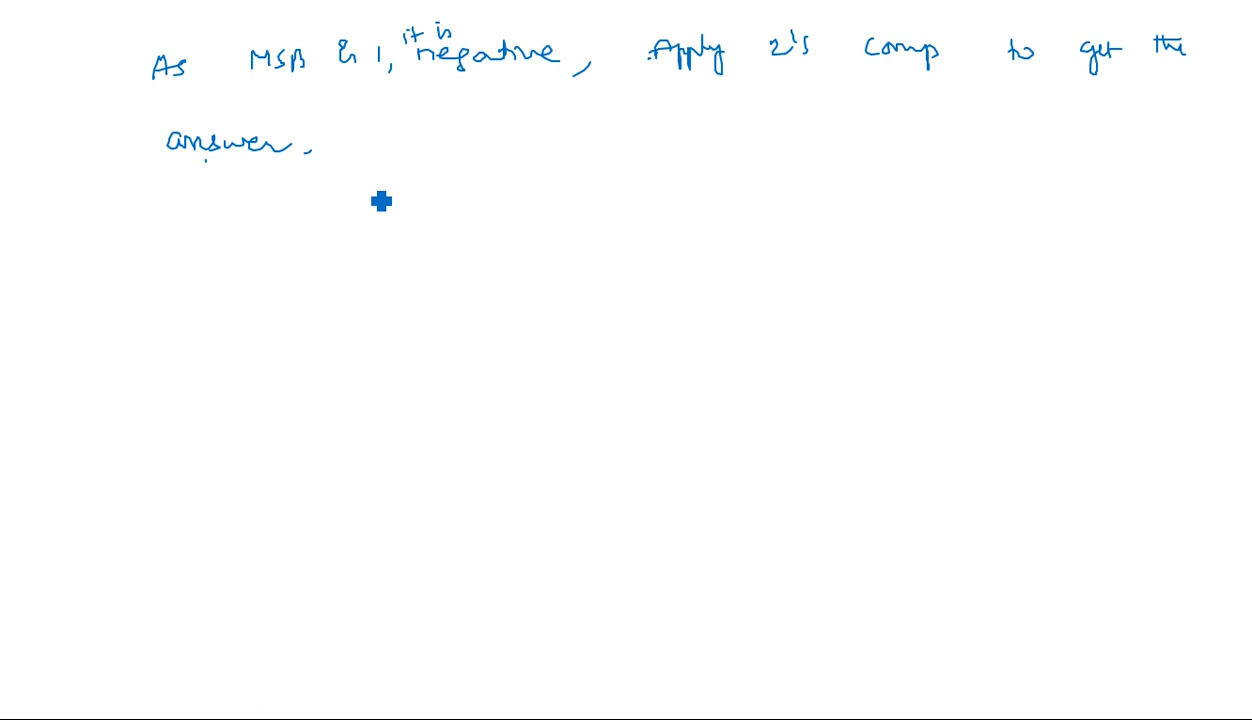 As MSB is 1, it is negative, Apply 2's comp to get the
answer.